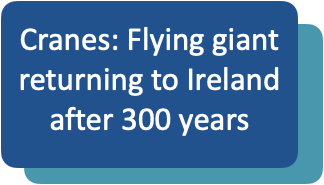 Cranes: Flying giant
returning to Ireland
after 300 years